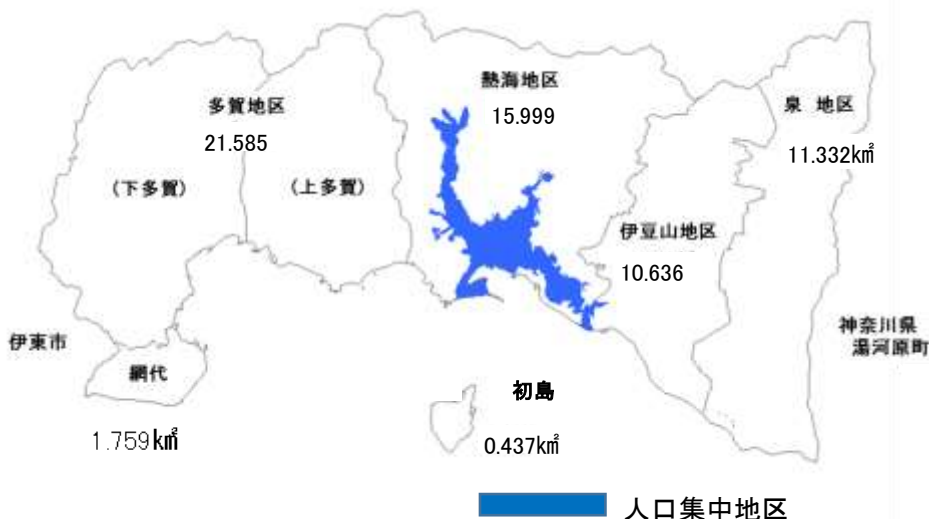 熱海地区
15.999
多賀地区
21.585
泉 地区
11.332k㎡
(下多賀)
(上多賀)
伊豆山地区
10.636
伊東市
神奈川県
湯河原町
網代
1.759k㎡
初島
0.437k㎡
人口集中地区